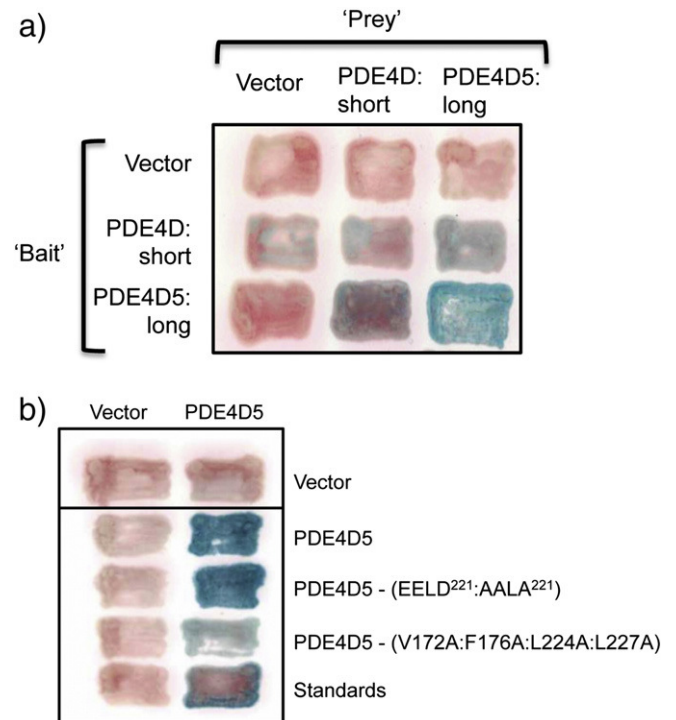 a)
‘Prey’
Vector
PDE4D:
short
PDE4D5:
long
‘Bait’
Vector
PDE4D:
short
PDE4D5:
long
b)
Vector PDE4D5
Vector
PDE4D5
PDE4D5 - (EELD²²¹:AALA²²¹)
PDE4D5 - (V172A:F176A:L224A:L227A)
Standards